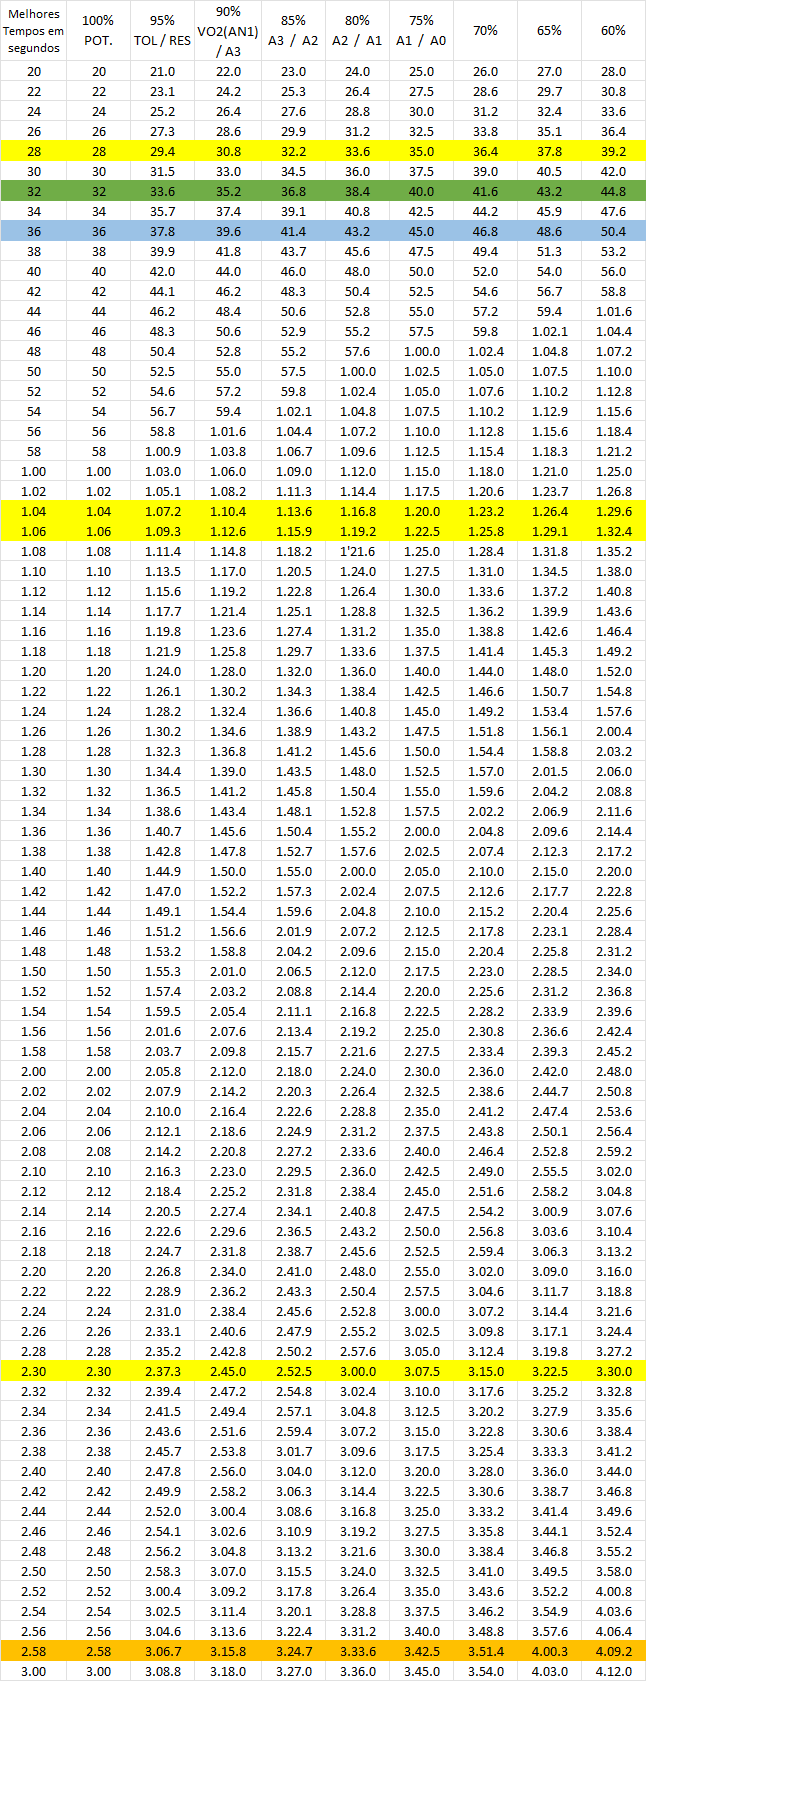 Melhores Tempos em segundos 100% POT. 95% TOL / RES 90% VO2(AN1) / A3 85% A3 / A2 80% A2 / A1 75% A1 / A0 70% 65% 60%
20 20 21.0 22.0 23.0 24.0 25.0 26.0 27.0 28.0
22 22 23.1 24.2 25.3 26.4 27.5 28.6 29.7 30.8
24 24 25.2 26.4 27.6 28.8 30.0 31.2 32.4 33.6
26 26 27.3 28.6 29.9 31.2 32.5 33.8 35.1 36.4
28 28 29.4 30.8 32.2 33.6 35.0 36.4 37.8 39.2
30 30 31.5 33.0 34.5 36.0 37.5 39.0 40.5 42.0
32 32 33.6 35.2 36.8 38.4 40.0 41.6 43.2 44.8
34 34 35.7 37.4 39.1 40.8 42.5 44.2 45.9 47.6
36 36 37.8 39.6 41.4 43.2 45.0 46.8 48.6 50.4
38 38 39.9 41.8 43.7 45.6 47.5 49.4 51.3 53.2
40 40 42.0 44.0 46.0 48.0 50.0 52.0 54.0 56.0
42 42 44.1 46.2 48.3 50.4 52.5 54.6 56.7 58.8
44 44 46.2 48.4 50.6 52.8 55.0 57.2 59.4 1.01.6
46 46 48.3 50.6 52.9 55.2 57.5 59.8 1.02.1 1.04.4
48 48 50.4 52.8 55.2 57.6 1.00.0 1.02.4 1.04.8 1.07.2
50 50 52.5 55.0 57.5 1.00.0 1.02.5 1.05.0 1.07.5 1.10.0
52 52 54.6 57.2 59.8 1.02.4 1.05.0 1.07.6 1.10.2 1.12.8
54 54 56.7 59.4 1.02.1 1.04.8 1.07.5 1.10.2 1.12.9 1.15.6
56 56 58.8 1.01.6 1.04.4 1.07.2 1.10.0 1.12.8 1.15.6 1.18.4
58 58 1.00.9 1.03.8 1.06.7 1.09.6 1.12.5 1.15.4 1.18.3 1.21.2
1.00 1.00 1.03.0 1.06.0 1.09.0 1.12.0 1.15.0 1.18.0 1.21.0 1.25.0
1.02 1.02 1.05.1 1.08.2 1.11.3 1.14.4 1.17.5 1.20.6 1.23.7 1.26.8
1.04 1.04 1.07.2 1.10.4 1.13.6 1.16.8 1.20.0 1.23.2 1.26.4 1.29.6
1.06 1.06 1.09.3 1.12.6 1.15.9 1.19.2 1.22.5 1.25.8 1.29.1 1.32.4
1.08 1.08 1.11.4 1.14.8 1.18.2 1'21.6 1.25.0 1.28.4 1.31.8 1.35.2
1.10 1.10 1.13.5 1.17.0 1.20.5 1.24.0 1.27.5 1.31.0 1.34.5 1.38.0
1.12 1.12 1.15.6 1.19.2 1.22.8 1.26.4 1.30.0 1.33.6 1.37.2 1.40.8
1.14 1.14 1.17.7 1.21.4 1.25.1 1.28.8 1.32.5 1.36.2 1.39.9 1.43.6
1.16 1.16 1.19.8 1.23.6 1.27.4 1.31.2 1.35.0 1.38.8 1.42.6 1.46.4
1.18 1.18 1.21.9 1.25.8 1.29.7 1.33.6 1.37.5 1.41.4 1.45.3 1.49.2
1.20 1.20 1.24.0 1.28.0 1.32.0 1.36.0 1.40.0 1.44.0 1.48.0 1.52.0
1.22 1.22 1.26.1 1.30.2 1.34.3 1.38.4 1.42.5 1.46.6 1.50.7 1.54.8
1.24 1.24 1.28.2 1.32.4 1.36.6 1.40.8 1.45.0 1.49.2 1.53.4 1.57.6
1.26 1.26 1.30.2 1.34.6 1.38.9 1.43.2 1.47.5 1.51.8 1.56.1 2.00.4
1.28 1.28 1.32.3 1.36.8 1.41.2 1.45.6 1.50.0 1.54.4 1.58.8 2.03.2
1.30 1.30 1.34.4 1.39.0 1.43.5 1.48.0 1.52.5 1.57.0 2.01.5 2.06.0
1.32 1.32 1.36.5 1.41.2 1.45.8 1.50.4 1.55.0 1.59.6 2.04.2 2.08.8
1.34 1.34 1.38.6 1.43.4 1.48.1 1.52.8 1.57.5 2.02.2 2.06.9 2.11.6
1.36 1.36 1.40.7 1.45.6 1.50.4 1.55.2 2.00.0 2.04.8 2.09.6 2.14.4
1.38 1.38 1.42.8 1.47.8 1.52.7 1.57.6 2.02.5 2.07.4 2.12.3 2.17.2
1.40 1.40 1.44.9 1.50.0 1.55.0 2.00.0 2.05.0 2.10.0 2.15.0 2.20.0
1.42 1.42 1.47.0 1.52.2 1.57.3 2.02.4 2.07.5 2.12.6 2.17.7 2.22.8
1.44 1.44 1.49.1 1.54.4 1.59.6 2.04.8 2.10.0 2.15.2 2.20.4 2.25.6
1.46 1.46 1.51.2 1.56.6 2.01.9 2.07.2 2.12.5 2.17.8 2.23.1 2.28.4
1.48 1.48 1.53.2 1.58.8 2.04.2 2.09.6 2.15.0 2.20.4 2.25.8 2.31.2
1.50 1.50 1.55.3 2.01.0 2.06.5 2.12.0 2.17.5 2.23.0 2.28.5 2.34.0
1.52 1.52 1.57.4 2.03.2 2.08.8 2.14.4 2.20.0 2.25.6 2.31.2 2.36.8
1.54 1.54 1.59.5 2.05.4 2.11.1 2.16.8 2.22.5 2.28.2 2.33.9 2.39.6
1.56 1.56 2.01.6 2.07.6 2.13.4 2.19.2 2.25.0 2.30.8 2.36.6 2.42.4
1.58 1.58 2.03.7 2.09.8 2.15.7 2.21.6 2.27.5 2.33.4 2.39.3 2.45.2
2.00 2.00 2.05.8 2.12.0 2.18.0 2.24.0 2.30.0 2.36.0 2.42.0 2.48.0
2.02 2.02 2.07.9 2.14.2 2.20.3 2.26.4 2.32.5 2.38.6 2.44.7 2.50.8
2.04 2.04 2.10.0 2.16.4 2.22.6 2.28.8 2.35.0 2.41.2 2.47.4 2.53.6
2.06 2.06 2.12.1 2.18.6 2.24.9 2.31.2 2.37.5 2.43.8 2.50.1 2.56.4
2.08 2.08 2.14.2 2.20.8 2.27.2 2.33.6 2.40.0 2.46.4 2.52.8 2.59.2
2.10 2.10 2.16.3 2.23.0 2.29.5 2.36.0 2.42.5 2.49.0 2.55.5 3.02.0
2.12 2.12 2.18.4 2.25.2 2.31.8 2.38.4 2.45.0 2.51.6 2.58.2 3.04.8
2.14 2.14 2.20.5 2.27.4 2.34.1 2.40.8 2.47.5 2.54.2 3.00.9 3.07.6
2.16 2.16 2.22.6 2.29.6 2.36.5 2.43.2 2.50.0 2.56.8 3.03.6 3.10.4
2.18 2.18 2.24.7 2.31.8 2.38.7 2.45.6 2.52.5 2.59.4 3.06.3 3.13.2
2.20 2.20 2.26.8 2.34.0 2.41.0 2.48.0 2.55.0 3.02.0 3.09.0 3.16.0
2.22 2.22 2.28.9 2.36.2 2.43.3 2.50.4 2.57.5 3.04.6 3.11.7 3.18.8
2.24 2.24 2.31.0 2.38.4 2.45.6 2.52.8 3.00.0 3.07.2 3.14.4 3.21.6
2.26 2.26 2.33.1 2.40.6 2.47.9 2.55.2 3.02.5 3.09.8 3.17.1 3.24.4
2.28 2.28 2.35.2 2.42.8 2.50.2 2.57.6 3.05.0 3.12.4 3.19.8 3.27.2
2.30 2.30 2.37.3 2.45.0 2.52.5 3.00.0 3.07.5 3.15.0 3.22.5 3.30.0
2.32 2.32 2.39.4 2.47.2 2.54.8 3.02.4 3.10.0 3.17.6 3.25.2 3.32.8
2.34 2.34 2.41.5 2.49.4 2.57.1 3.04.8 3.12.5 3.20.2 3.27.9 3.35.6
2.36 2.36 2.43.6 2.51.6 2.59.4 3.07.2 3.15.0 3.22.8 3.30.6 3.38.4
2.38 2.38 2.45.7 2.53.8 3.01.7 3.09.6 3.17.5 3.25.4 3.33.3 3.41.2
2.40 2.40 2.47.8 2.56.0 3.04.0 3.12.0 3.20.0 3.28.0 3.36.0 3.44.0
2.42 2.42 2.49.9 2.58.2 3.06.3 3.14.4 3.22.5 3.30.6 3.38.7 3.46.8
2.44 2.44 2.52.0 3.00.4 3.08.6 3.16.8 3.25.0 3.33.2 3.41.4 3.49.6
2.46 2.46 2.54.1 3.02.6 3.10.9 3.19.2 3.27.5 3.35.8 3.44.1 3.52.4
2.48 2.48 2.56.2 3.04.8 3.13.2 3.21.6 3.30.0 3.38.4 3.46.8 3.55.2
2.50 2.50 2.58.3 3.07.0 3.15.5 3.24.0 3.32.5 3.41.0 3.49.5 3.58.0
2.52 2.52 3.00.4 3.09.2 3.17.8 3.26.4 3.35.0 3.43.6 3.52.2 4.00.8
2.54 2.54 3.02.5 3.11.4 3.20.1 3.28.8 3.37.5 3.46.2 3.54.9 4.03.6
2.56 2.56 3.04.6 3.13.6 3.22.4 3.31.2 3.40.0 3.48.8 3.57.6 4.06.4
2.58 2.58 3.06.7 3.15.8 3.24.7 3.33.6 3.42.5 3.51.4 4.00.3 4.09.2
3.00 3.00 3.08.8 3.18.0 3.27.0 3.36.0 3.45.0 3.54.0 4.03.0 4.12.0